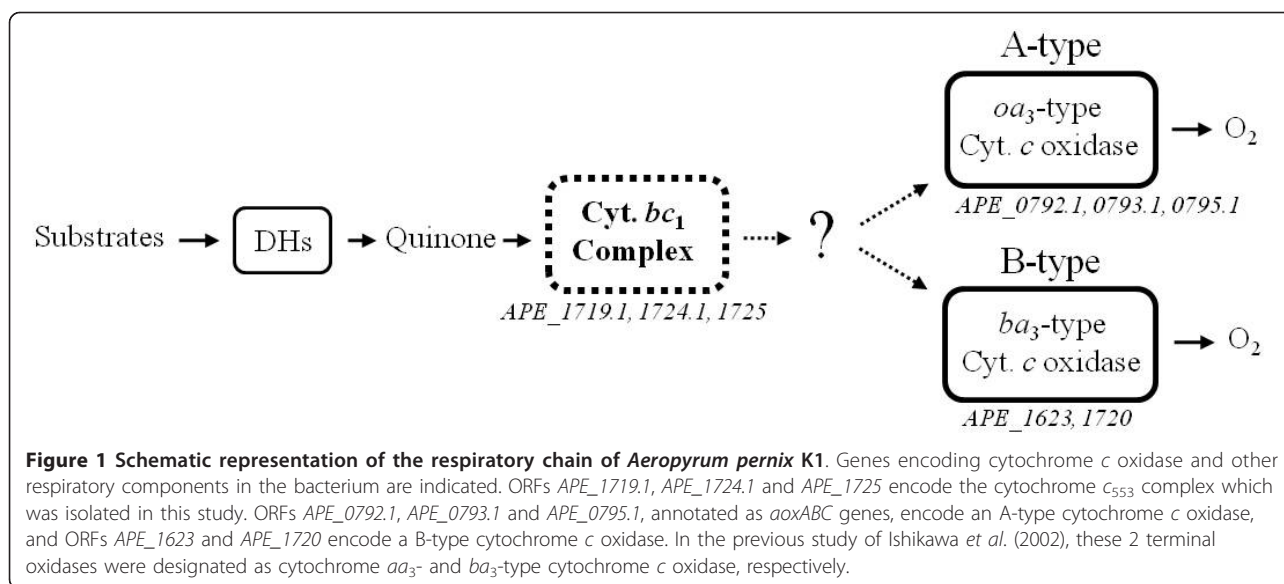 A-type
oa₃-type
Cyt. c oxidase
O₂
APE_0792.1, 0793.1, 0795.1
Substrates
DHs
Quinone
Cyt. bc₁
Complex
?
APE_1719.1, 1724.1, 1725
B-type
ba₃-type
Cyt. c oxidase
O₂
APE_1623, 1720
Figure 1 Schematic representation of the respiratory chain of Aeropyrum pernix K1. Genes encoding cytochrome c oxidase and other
respiratory components in the bacterium are indicated. ORFs APE_1719.1, APE_1724.1 and APE_1725 encode the cytochrome c₅₅₃ complex which
was isolated in this study. ORFs APE_0792.1, APE_0793.1 and APE_0795.1, annotated as aoxABC genes, encode an A-type cytochrome c oxidase,
and ORFs APE_1623 and APE_1720 encode a B-type cytochrome c oxidase. In the previous study of Ishikawa et al. (2002), these 2 terminal
oxidases were designated as cytochrome aa₃- and ba₃-type cytochrome c oxidase, respectively.